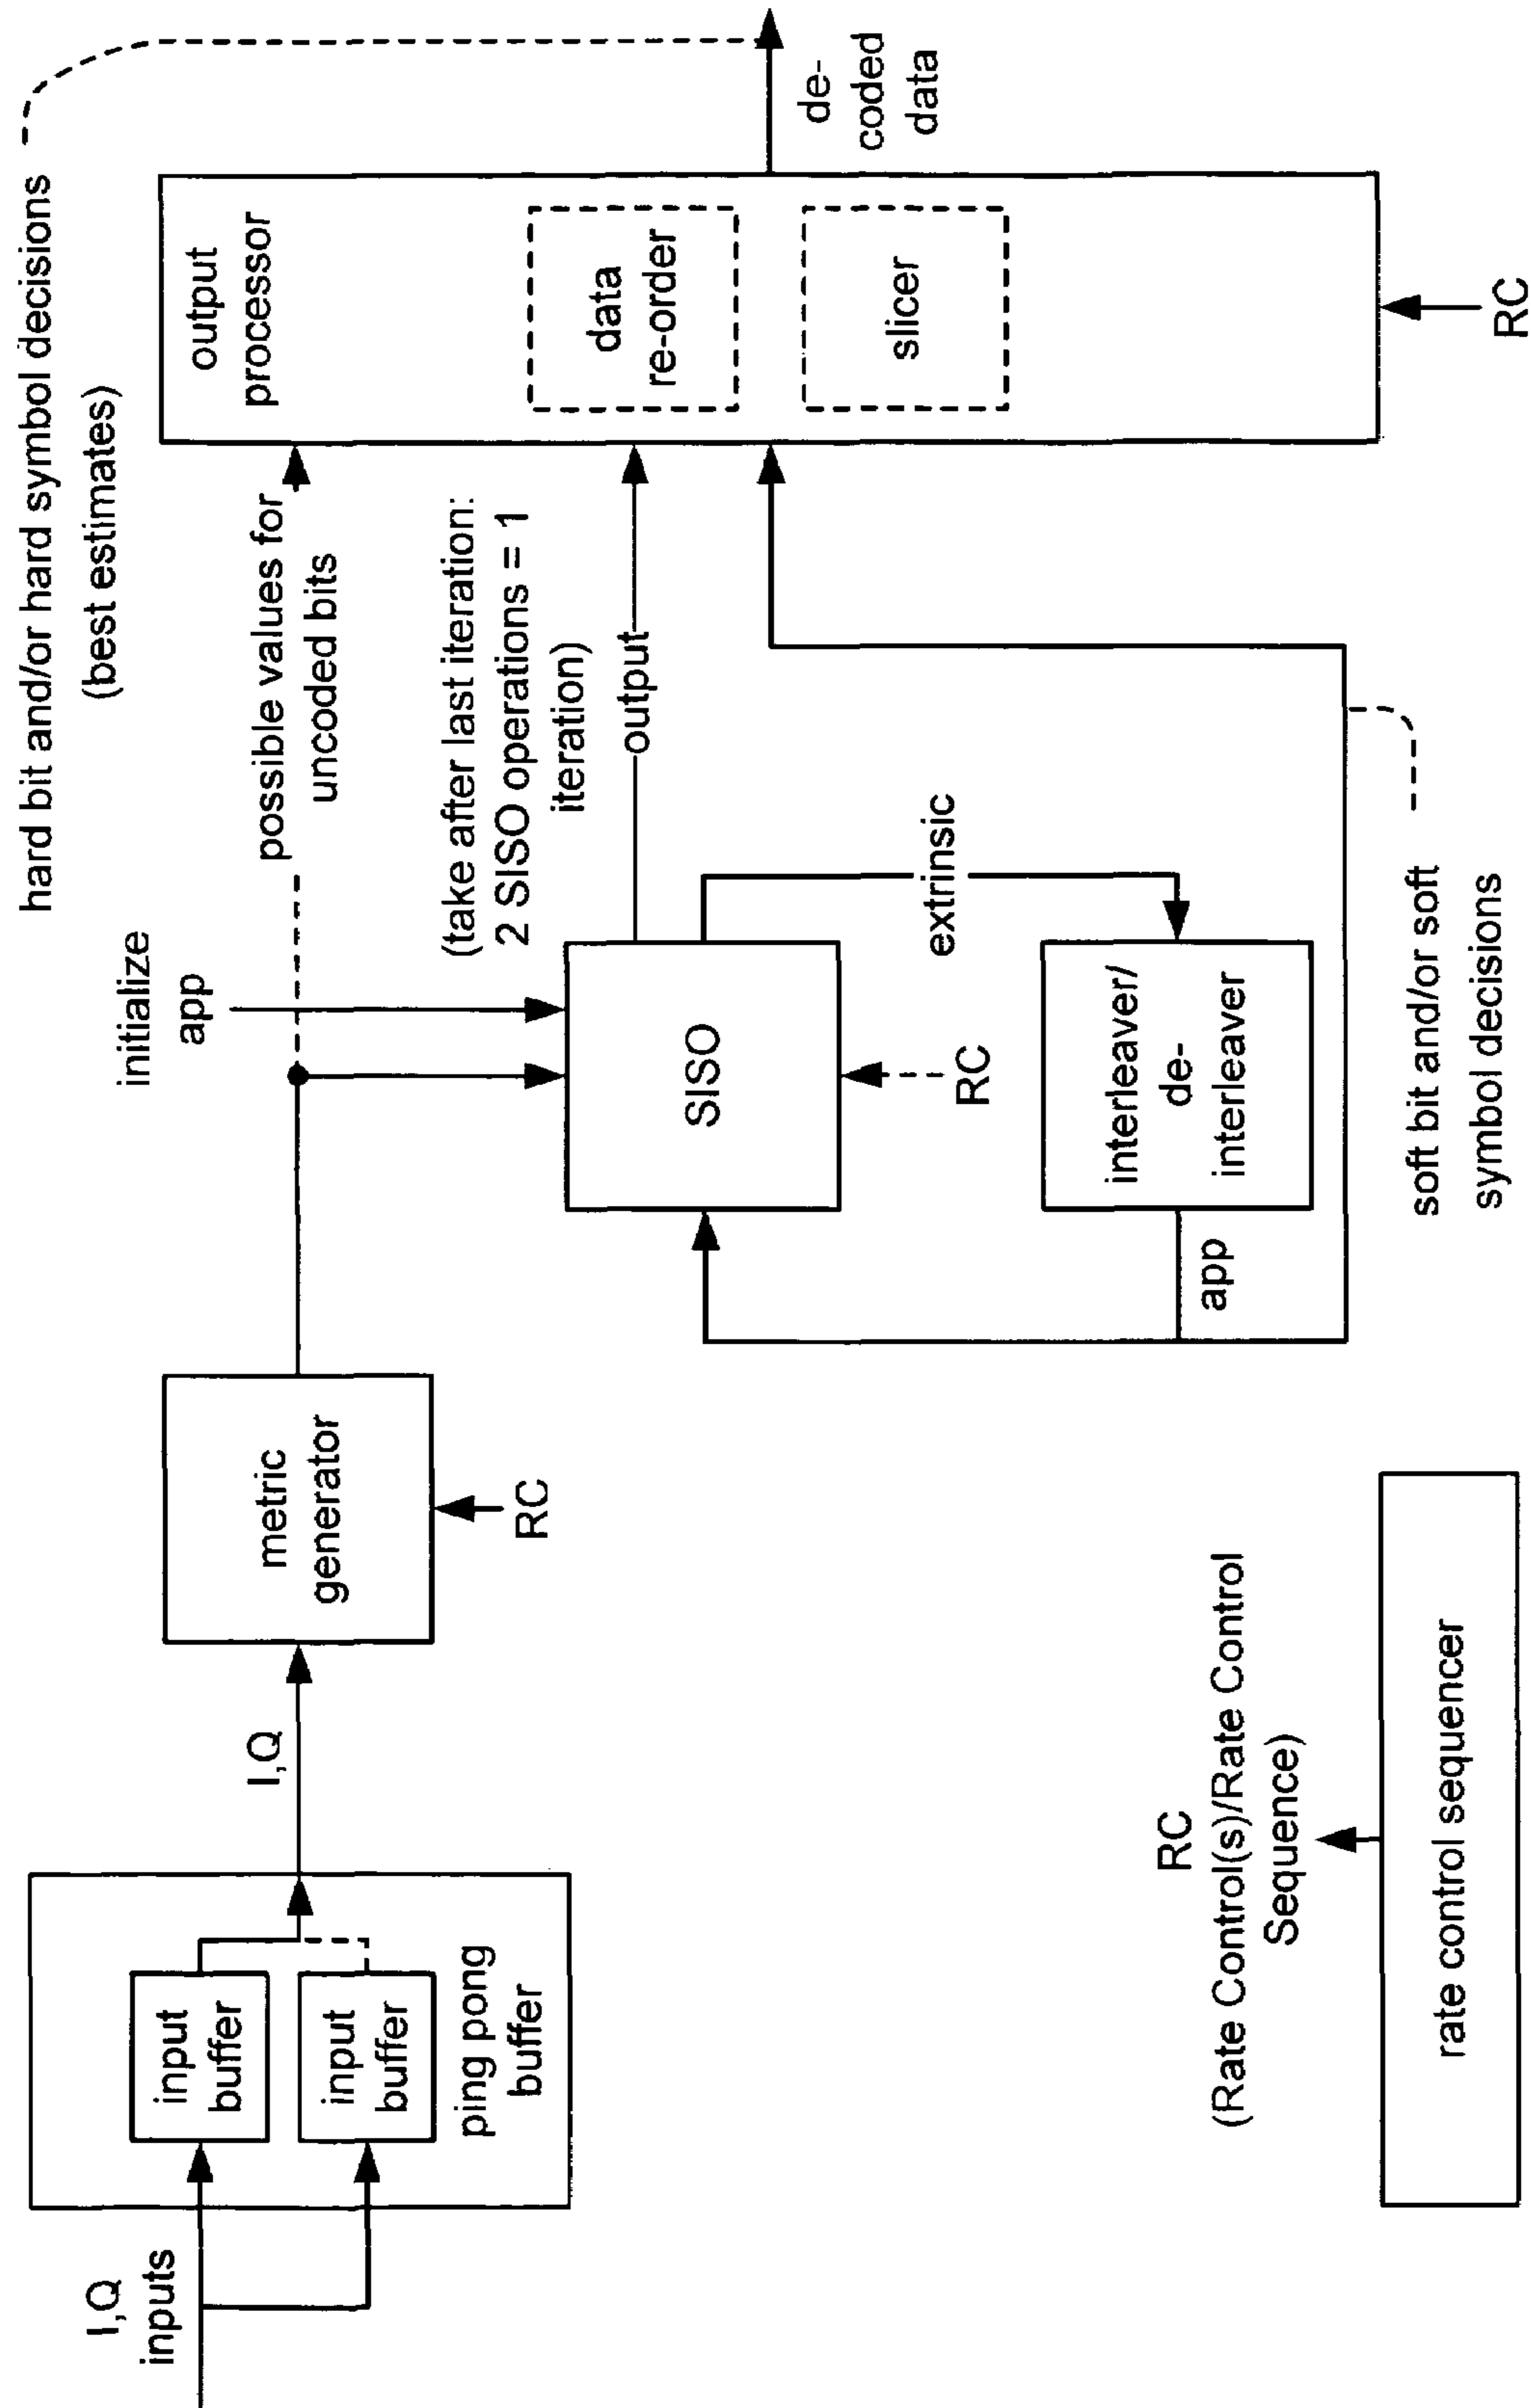 hard bit and/or hard symbol decisions
(best estimates)
I,Q
inputs
input
buffer
input
buffer
ping pong
buffer
I,Q
metric
generator
RC
initialize
app
possible values for
uncoded bits
(take after last iteration:
2 SISO operations = 1
iteration)
output
SISO
RC
extrinsic
interleaver/
de-
interleaver
app
soft bit and/or soft
symbol decisions
output
processor
data
re-order
slicer
RC
de-
coded
data
RC
(Rate Control(s)/Rate Control
Sequence)
rate control sequencer